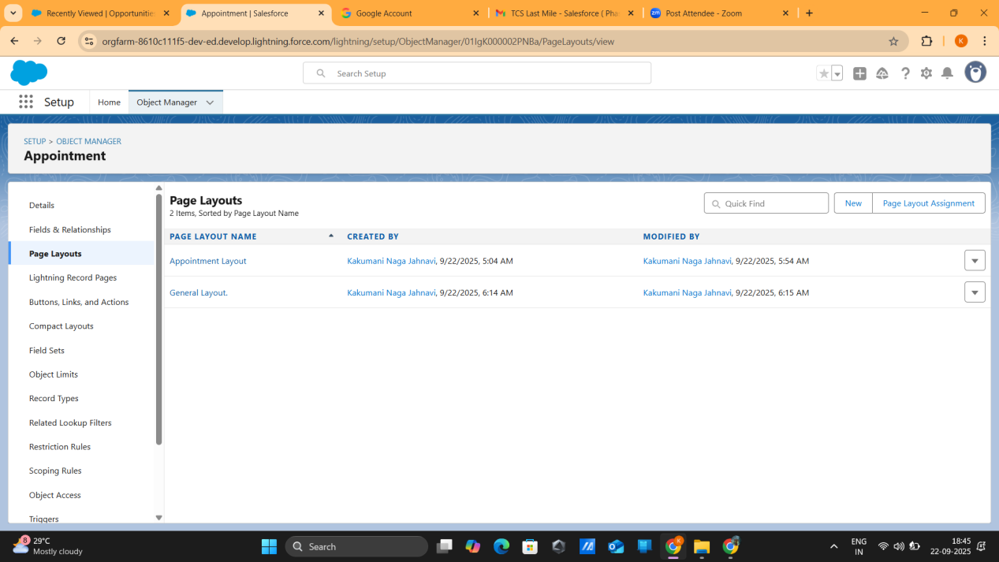 Recently Viewed | Opportunities
Appointment | Salesforce
Google Account
TCS Last Mile - Salesforce ( Pha
Post Attendee - Zoom
orgfarm-8610c111f5-dev-ed.develop.lightning.force.com/lightning/setup/ObjectManager/01IgK000002PNBa/PageLayouts/view
K
Search Setup
Setup
Home
Object Manager
SETUP > OBJECT MANAGER
Appointment
Details
Fields & Relationships
Page Layouts
Lightning Record Pages
Buttons, Links, and Actions
Compact Layouts
Field Sets
Object Limits
Record Types
Related Lookup Filters
Restriction Rules
Scoping Rules
Object Access
Triggers
Page Layouts
2 Items, Sorted by Page Layout Name
Quick Find
New
Page Layout Assignment
PAGE LAYOUT NAME CREATED BY MODIFIED BY
Appointment Layout Kakumani Naga Jahnavi, 9/22/2025, 5:04 AM Kakumani Naga Jahnavi, 9/22/2025, 5:54 AM
General Layout. Kakumani Naga Jahnavi, 9/22/2025, 6:14 AM Kakumani Naga Jahnavi, 9/22/2025, 6:15 AM
8
29°C
Mostly cloudy
Search
ENG
IN
18:45
22-09-2025